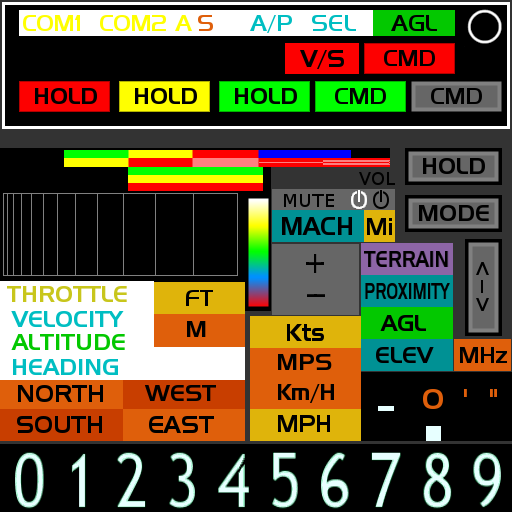 COM1 COM2 A S A/P SEL AGL
V/S CMD
HOLD HOLD HOLD CMD CMD
HOLD
VOL
MUTE
MODE
MACH Mi
+
TERRAIN
< - >
THROTTLE FT PROXIMITY
-
VELOCITY M Kts AGL
ALTITUDE
HEADING MPS ELEV MHz
NORTH WEST Km/H - o ' "
SOUTH EAST MPH
0 1 2 3 4 5 6 7 8 9